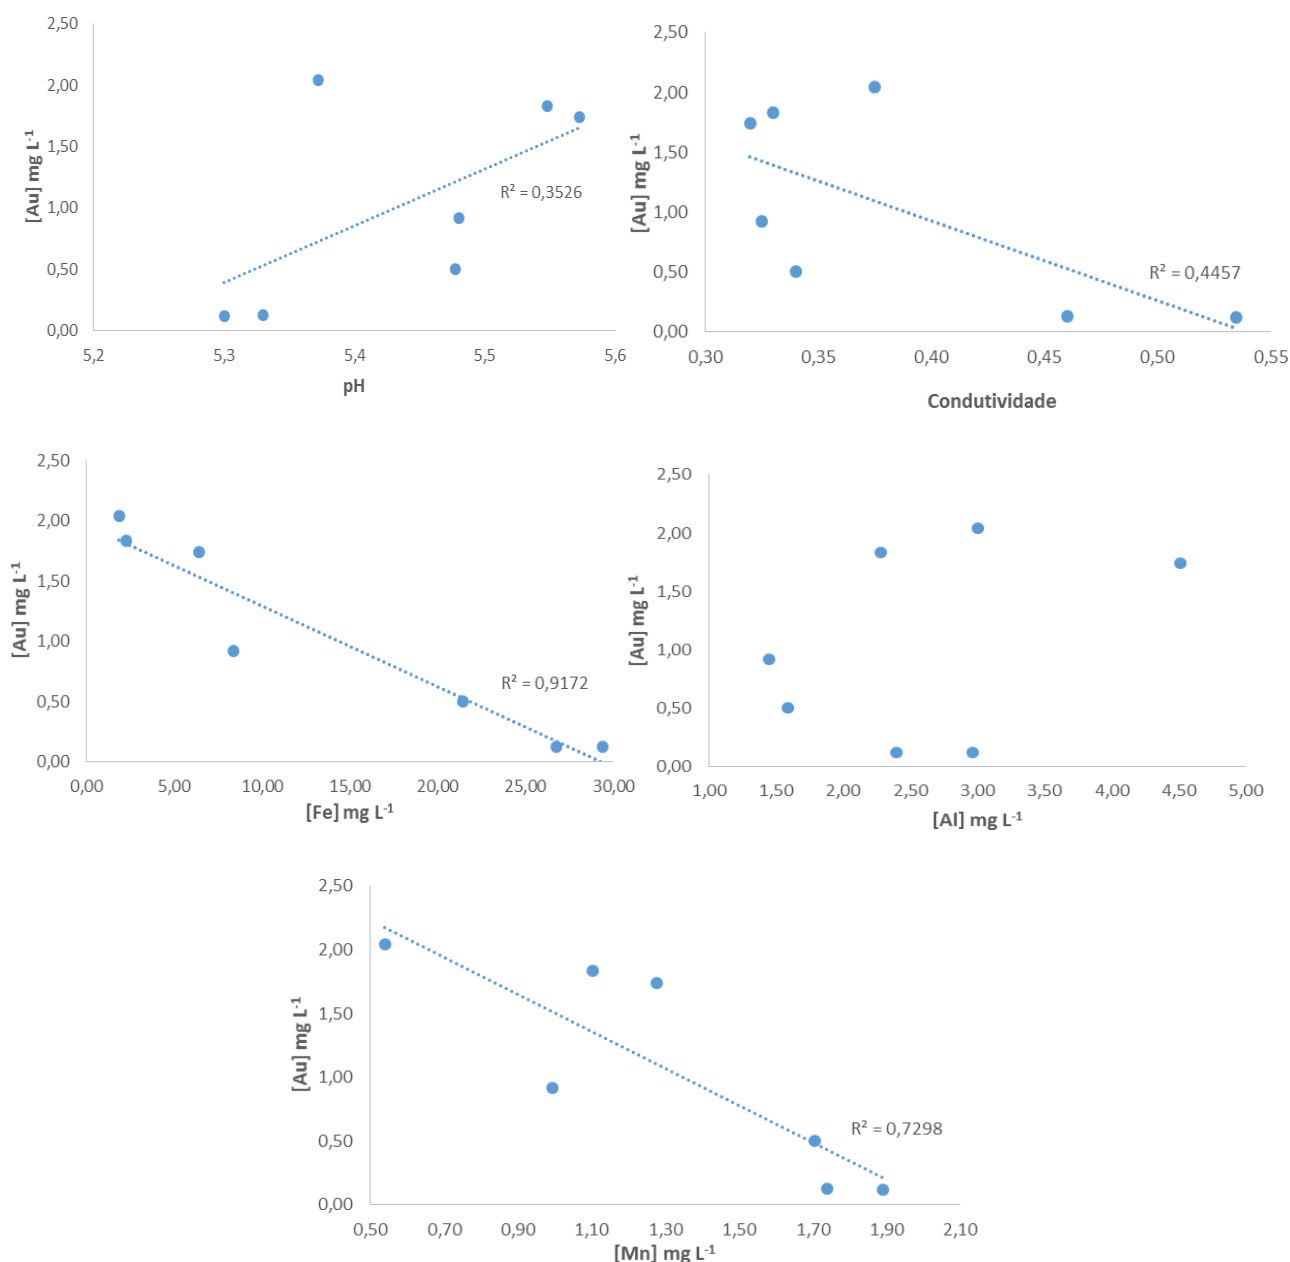 2,50
2,00
1,50
1,00
0,50
0,00
[Au] mg L⁻¹
R² = 0,3526
5,2 5,3 5,4 5,5 5,6
pH
2,50
2,00
1,50
1,00
0,50
0,00
[Au] mg L⁻¹
R² = 0,4457
0,30 0,35 0,40 0,45 0,50 0,55
Condutividade
2,50
2,00
1,50
1,00
0,50
0,00
[Au] mg L⁻¹
R² = 0,9172
0,00 5,00 10,00 15,00 20,00 25,00 30,00
[Fe] mg L⁻¹
2,50
2,00
1,50
1,00
0,50
0,00
[Au] mg L⁻¹
1,00 1,50 2,00 2,50 3,00 3,50 4,00 4,50 5,00
[Al] mg L⁻¹
2,50
2,00
1,50
1,00
0,50
0,00
[Au] mg L⁻¹
R² = 0,7298
0,50 0,70 0,90 1,10 1,30 1,50 1,70 1,90 2,10
[Mn] mg L⁻¹